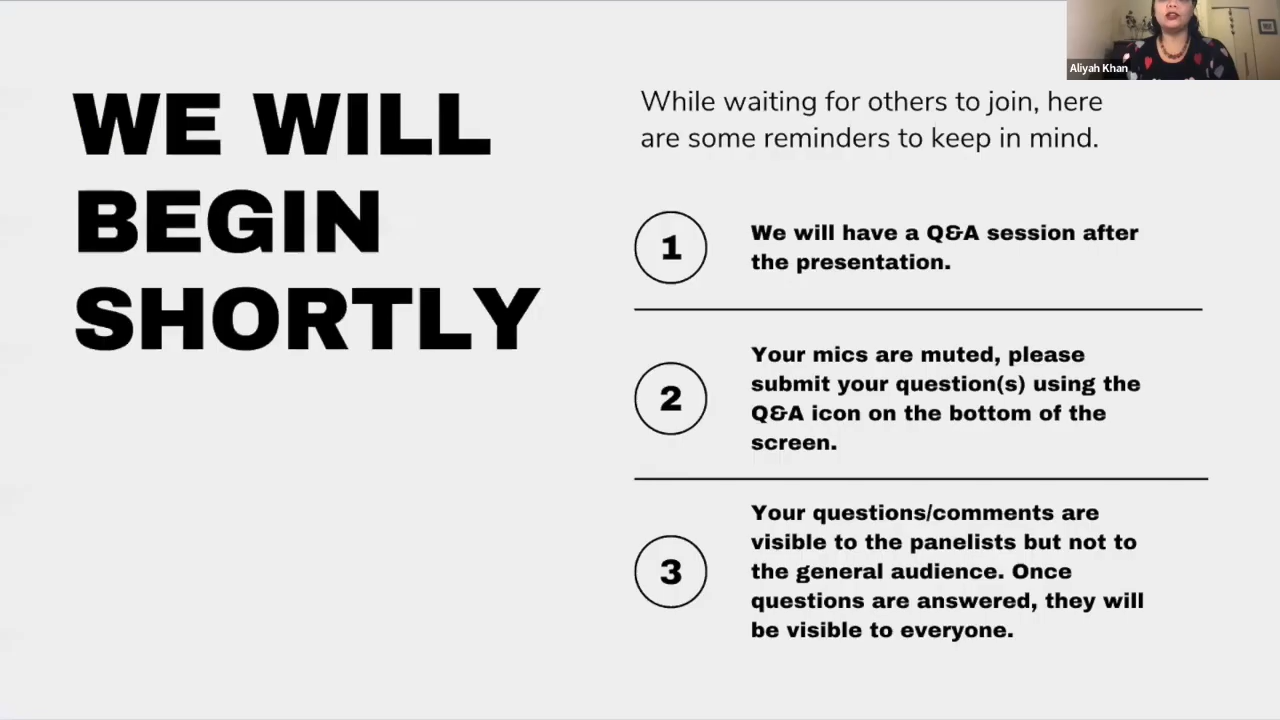 WE WILL
BEGIN
SHORTLY
Aliyah Khan
While waiting for others to join, here
are some reminders to keep in mind.
1
We will have a Q&A session after
the presentation.
2
Your mics are muted, please
submit your question(s) using the
Q&A icon on the bottom of the
screen.
3
Your questions/comments are
visible to the panelists but not to
the general audience. Once
questions are answered, they will
be visible to everyone.